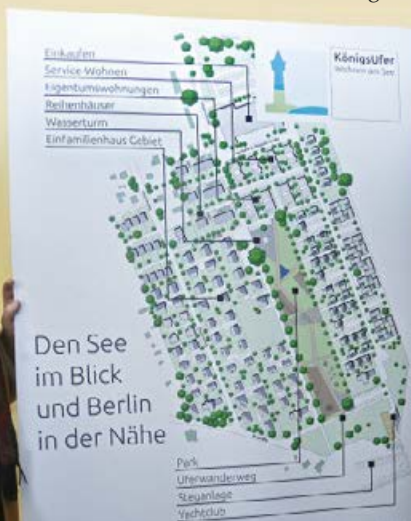 Einkaufen
Service-Wohnen
Eigentumswohnungen
Reihenhäuser
Wasserturm
Einfamilienhaus Gebiet
KönigsUfer
Wohnen am See
Den See
im Blick
und Berlin
in der Nähe
Park
Uferwanderweg
Steganlage
Yachtclub